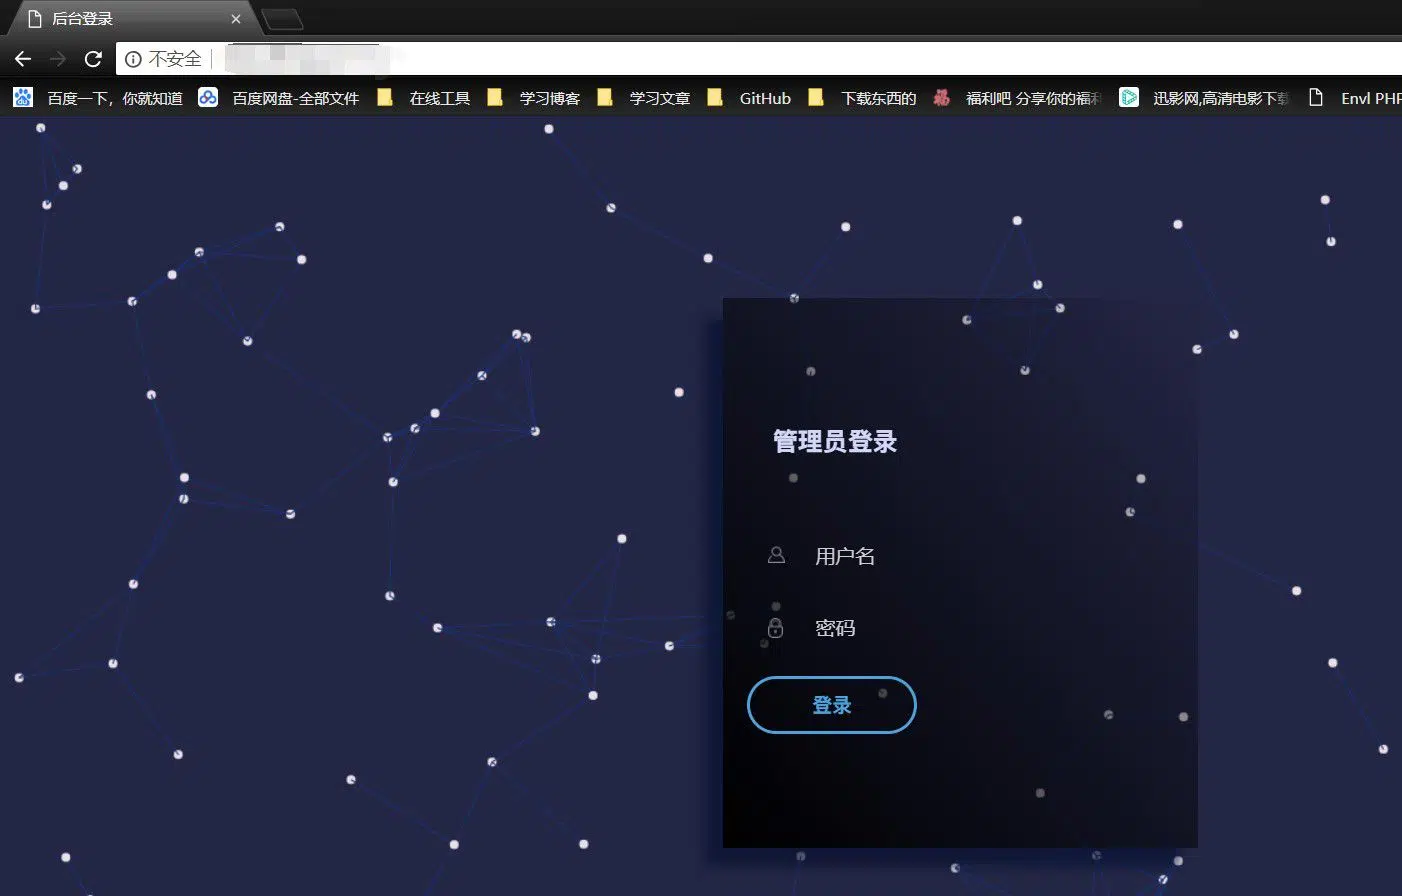 后台登录
不安全
百度一下，你就知道 百度网盘-全部文件 在线工具 学习博客 学习文章 GitHub 下载东西的 福利吧 分享你的福利 迅影网,高清电影下载 Envl PHP
管理员登录
用户名
密码
登录